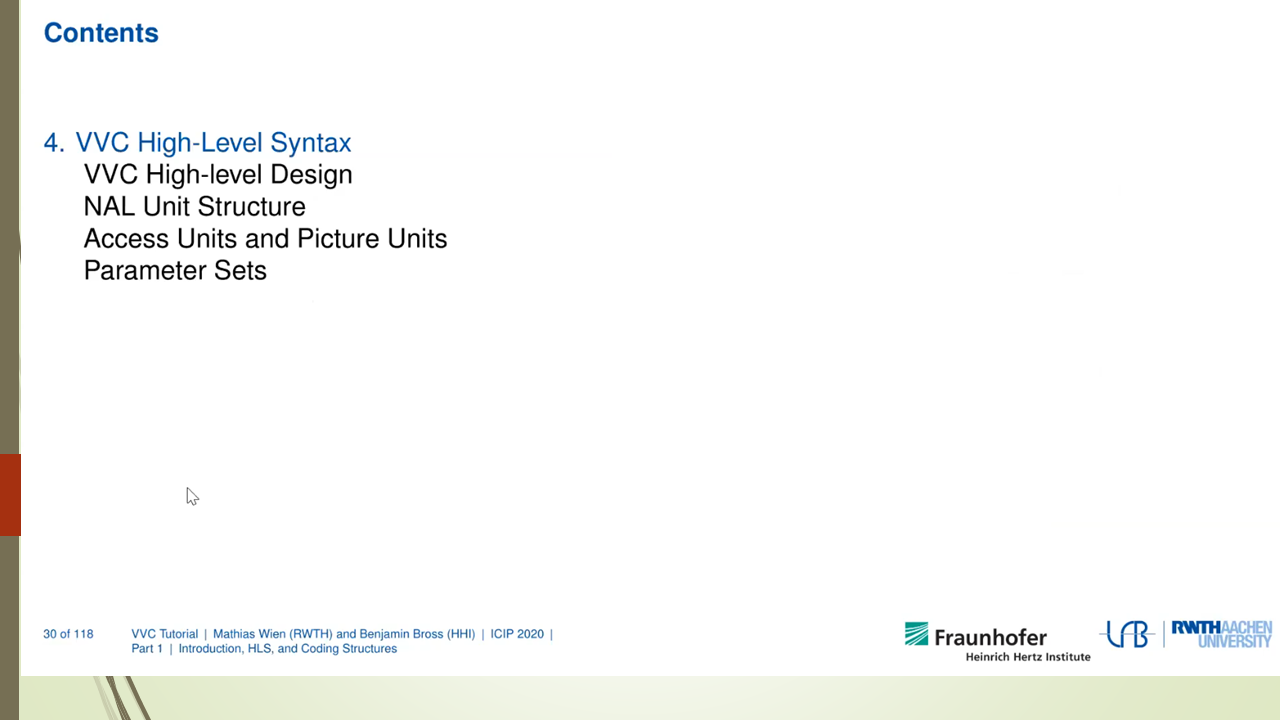 Contents
4. VVC High-Level Syntax
VVC High-level Design
NAL Unit Structure
Access Units and Picture Units
Parameter Sets
30 of 118
VVC Tutorial | Mathias Wien (RWTH) and Benjamin Bross (HHI) | ICIP 2020 |
Part 1 | Introduction, HLS, and Coding Structures
Fraunhofer
Heinrich Hertz Institute
RWTH AACHEN
UNIVERSITY